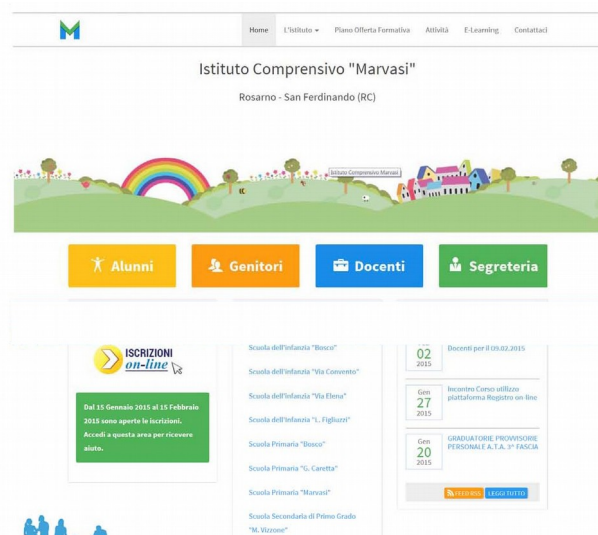 Home L'istituto Piano Offerta Formativa Attività E-Learning Contattaci
Istituto Comprensivo "Marvasi"
Rosarno - San Ferdinando (RC)
Istituto Comprensivo Marvasi
Alunni Genitori Docenti Segreteria
ISCRIZIONI
on-line
Dal 15 Gennaio 2015 al 15 Febbraio
2015 sono aperte le iscrizioni.
Accedi a questa area per ricevere
aiuto.
Scuola dell'infanzia "Bosco"
Scuola dell'infanzia "Via Convento"
Scuola dell'infanzia "Via Elena"
Scuola dell'Infanzia "L. Figliuzzi"
Scuola Primaria "Bosco"
Scuola Primaria "G. Caretta"
Scuola Primaria "Marvasi"
Scuola Secondaria di Primo Grado
"M. Vizzone"
02
2015
Docenti per il 09.02.2015
Gen
27
2015
Incontro Corso utilizzo
piattaforma Registro on-line
Gen
20
2015
GRADUATORIE PROVVISORIE
PERSONALE A.T.A. 3^ FASCIA
FEED RSS LEGGI TUTTO